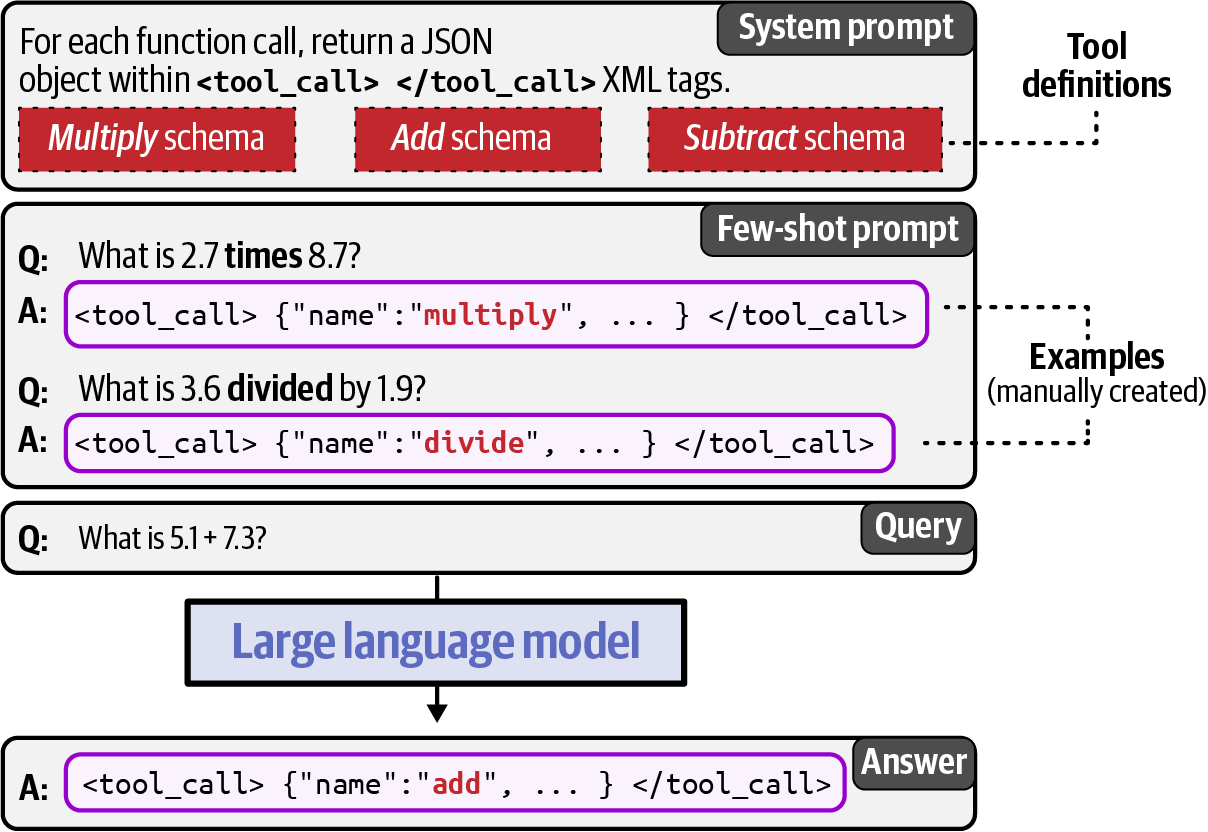 System prompt
For each function call, return a JSON
object within <tool_call> </tool_call> XML tags.
Multiply schema
Add schema
Subtract schema
Tool
definitions
Few-shot prompt
Q: What is 2.7 times 8.7?
A: <tool_call> {"name":"multiply", ... } </tool_call>
Q: What is 3.6 divided by 1.9?
A: <tool_call> {"name":"divide", ... } </tool_call>
Examples
(manually created)
Query
Q: What is 5.1 + 7.3?
Large language model
Answer
A: <tool_call> {"name":"add", ... } </tool_call>